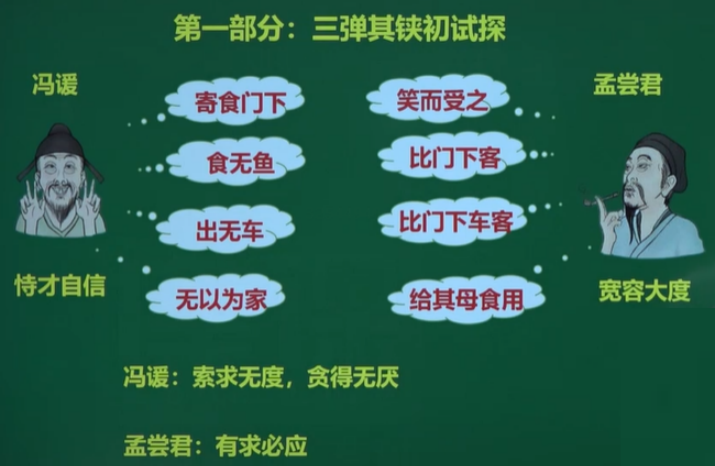 第一部分：三弹其铗初试探
冯谖
孟尝君
寄食门下
笑而受之
食无鱼
比门下客
出无车
比门下车客
无以为家
给其母食用
恃才自信
宽容大度
冯谖：索求无度，贪得无厌
孟尝君：有求必应